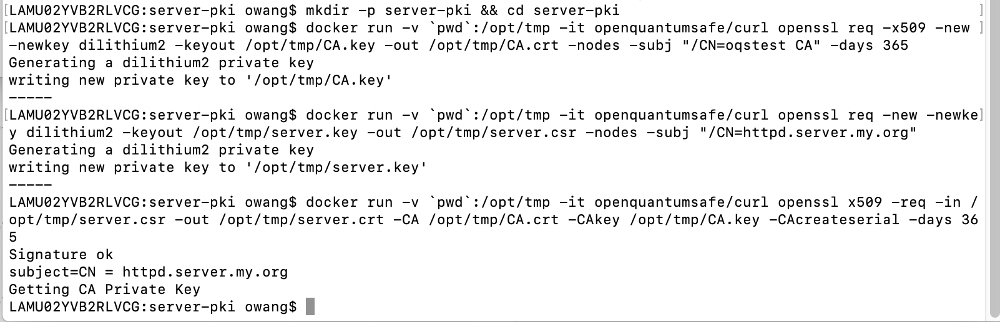 [LAMU02YVB2RLVCG:server-pki owang$ mkdir -p server-pki && cd server-pki ]
[LAMU02YVB2RLVCG:server-pki owang$ docker run -v `pwd`:/opt/tmp -it openquantumsafe/curl openssl req -x509 -new ]
-newkey dilithium2 -keyout /opt/tmp/CA.key -out /opt/tmp/CA.crt -nodes -subj "/CN=oqstest CA" -days 365
Generating a dilithium2 private key
writing new private key to '/opt/tmp/CA.key'
-----
[LAMU02YVB2RLVCG:server-pki owang$ docker run -v `pwd`:/opt/tmp -it openquantumsafe/curl openssl req -new -newke]
y dilithium2 -keyout /opt/tmp/server.key -out /opt/tmp/server.csr -nodes -subj "/CN=httpd.server.my.org"
Generating a dilithium2 private key
writing new private key to '/opt/tmp/server.key'
-----
LAMU02YVB2RLVCG:server-pki owang$ docker run -v `pwd`:/opt/tmp -it openquantumsafe/curl openssl x509 -req -in /
opt/tmp/server.csr -out /opt/tmp/server.crt -CA /opt/tmp/CA.crt -CAkey /opt/tmp/CA.key -CAcreateserial -days 36
5
Signature ok
subject=CN = httpd.server.my.org
Getting CA Private Key
LAMU02YVB2RLVCG:server-pki owang$